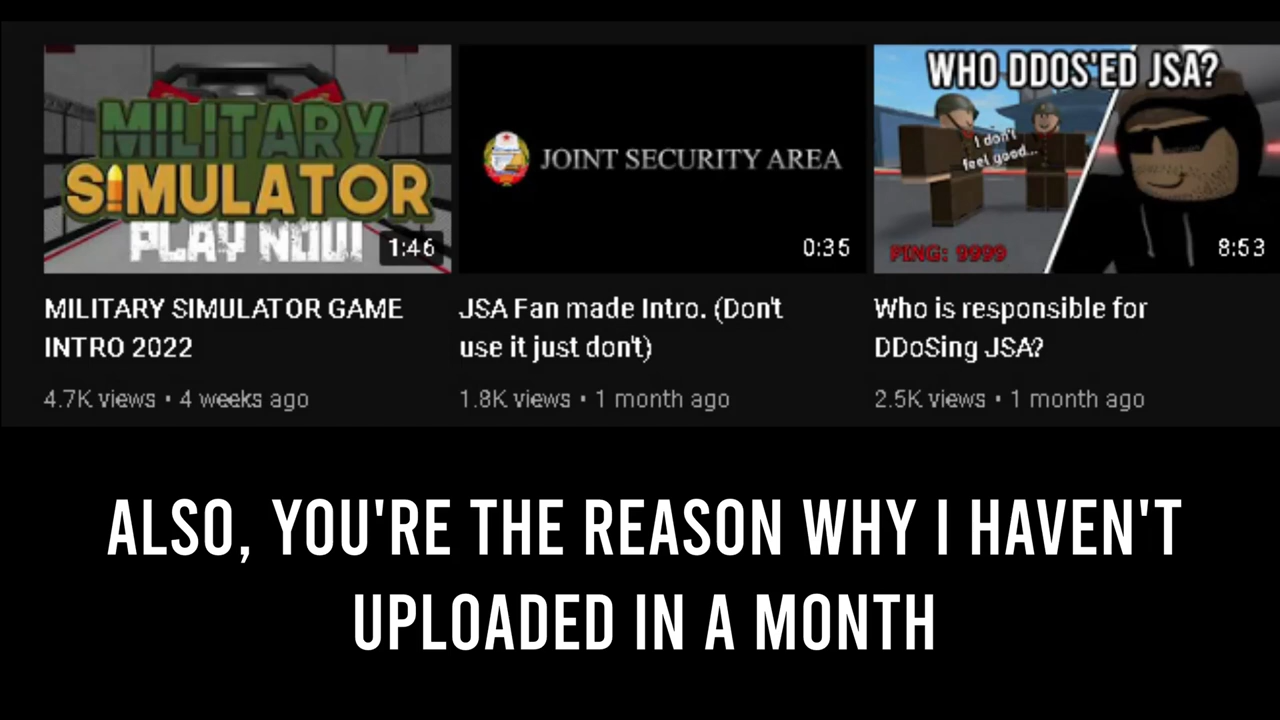 MILITARY
SIMULATOR
PLAY NOW
1:46
JOINT SECURITY AREA
0:35
WHO DDOS'ED JSA?
I don't
feel good...
PING: 9999
8:53
MILITARY SIMULATOR GAME
INTRO 2022
4.7K views • 4 weeks ago
JSA Fan made Intro. (Don't
use it just don't)
1.8K views • 1 month ago
Who is responsible for
DDoSing JSA?
2.5K views • 1 month ago
ALSO, YOU'RE THE REASON WHY I HAVEN'T
UPLOADED IN A MONTH